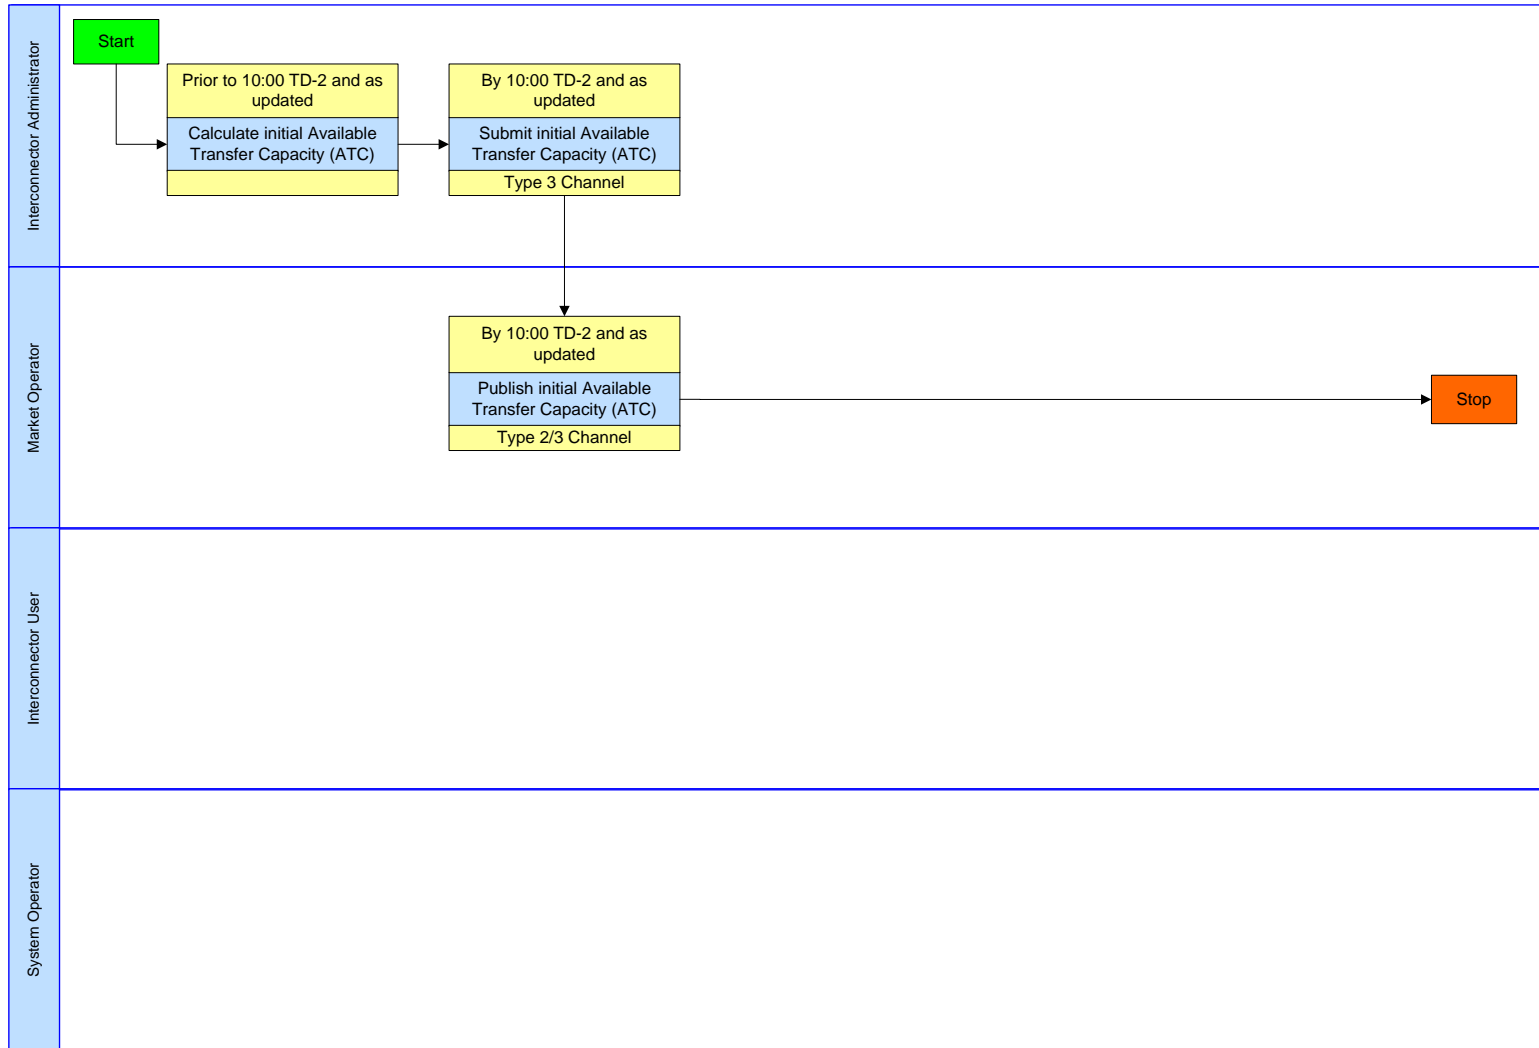 Interconnector Administrator
Start
Prior to 10:00 TD-2 and as
updated
Calculate initial Available
Transfer Capacity (ATC)
By 10:00 TD-2 and as
updated
Submit initial Available
Transfer Capacity (ATC)
Type 3 Channel
Market Operator
By 10:00 TD-2 and as
updated
Publish initial Available
Transfer Capacity (ATC)
Type 2/3 Channel
Stop
Interconnector User
System Operator